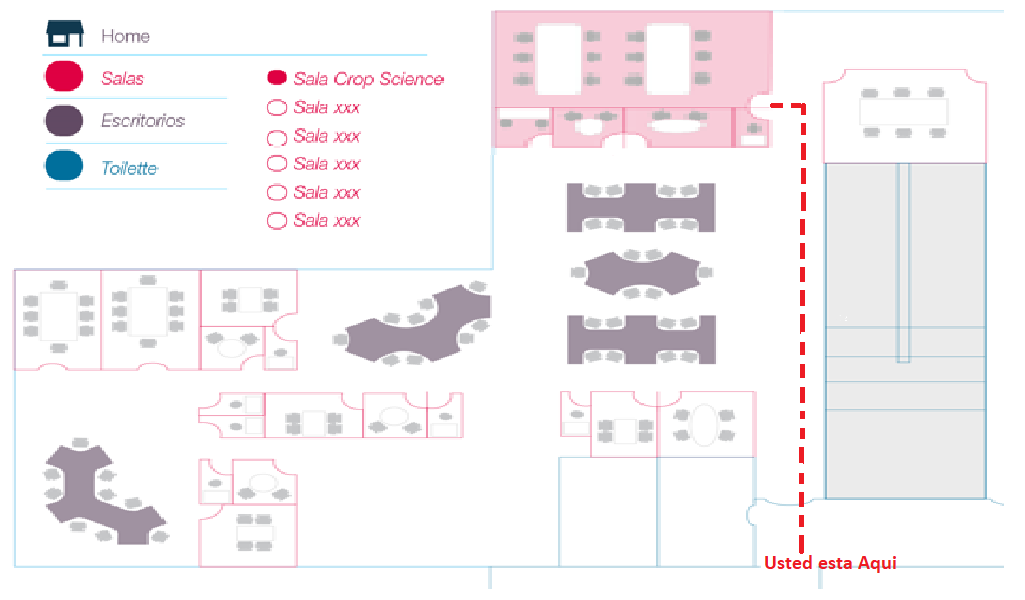 Home
Salas
Escritorios
Toilette
Sala Crop Science
Sala xxx
Sala xxx
Sala xxx
Sala xxx
Sala xxx
Usted esta Aqui